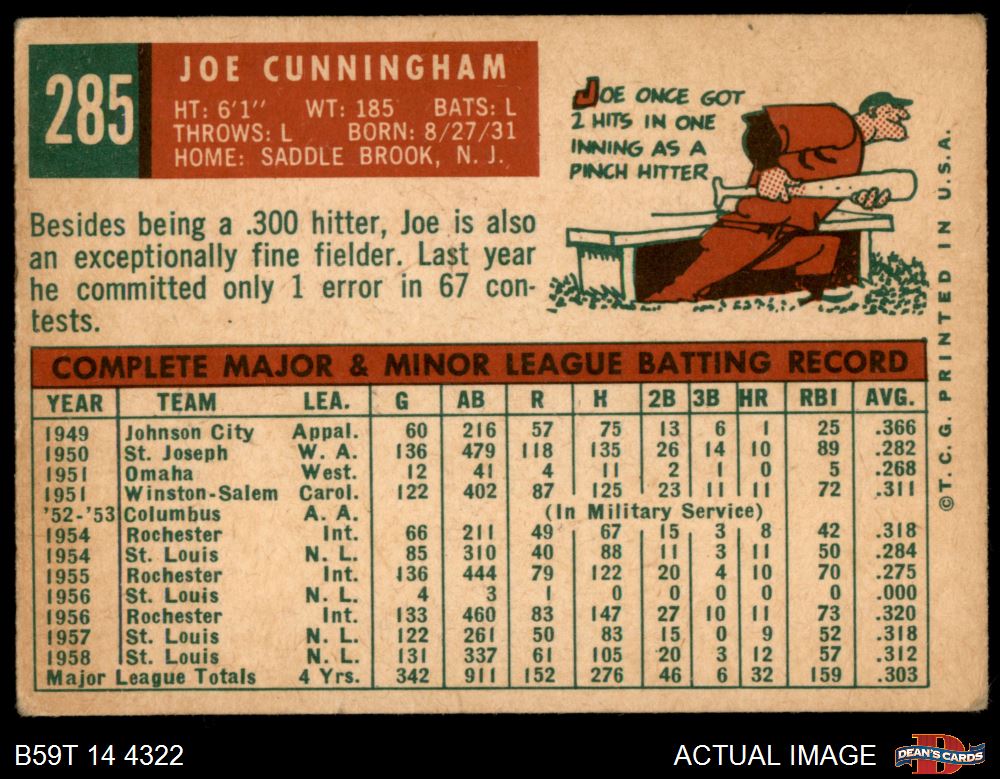 285
JOE CUNNINGHAM
HT: 6'1" WT: 185 BATS: L
THROWS: L BORN: 8/27/31
HOME: SADDLE BROOK, N. J.
JOE ONCE GOT
2 HITS IN ONE
INNING AS A
PINCH HITTER
Besides being a .300 hitter, Joe is also
an exceptionally fine fielder. Last year
he committed only 1 error in 67 con-
tests.
COMPLETE MAJOR & MINOR LEAGUE BATTING RECORD
YEAR TEAM LEA. G AB R H 2B 3B HR RBI AVG.
1949 Johnson City Appal. 60 216 57 75 13 6 1 25 .366
1950 St. Joseph W. A. 136 479 118 135 26 14 10 89 .282
1951 Omaha West. 12 41 4 11 2 1 0 5 .268
1951 Winston-Salem Carol. 122 402 87 125 23 11 11 72 .311
'52-'53 Columbus A. A. (In Military Service)
1954 Rochester Int. 66 211 49 67 15 3 8 42 .318
1954 St. Louis N. L. 85 310 40 88 11 3 11 50 .284
1955 Rochester Int. 136 444 79 122 20 4 10 70 .275
1956 St. Louis N. L. 4 3 1 0 0 0 0 0 .000
1956 Rochester Int. 133 460 83 147 27 10 11 73 .320
1957 St. Louis N. L. 122 261 50 83 15 0 9 52 .318
1958 St. Louis N. L. 131 337 61 105 20 3 12 57 .312
Major League Totals 4 Yrs. 342 911 152 276 46 6 32 159 .303
© T. C. G. PRINTED IN U. S. A.
B59T 14 4322
ACTUAL IMAGE
D
DEAN'S CARDS